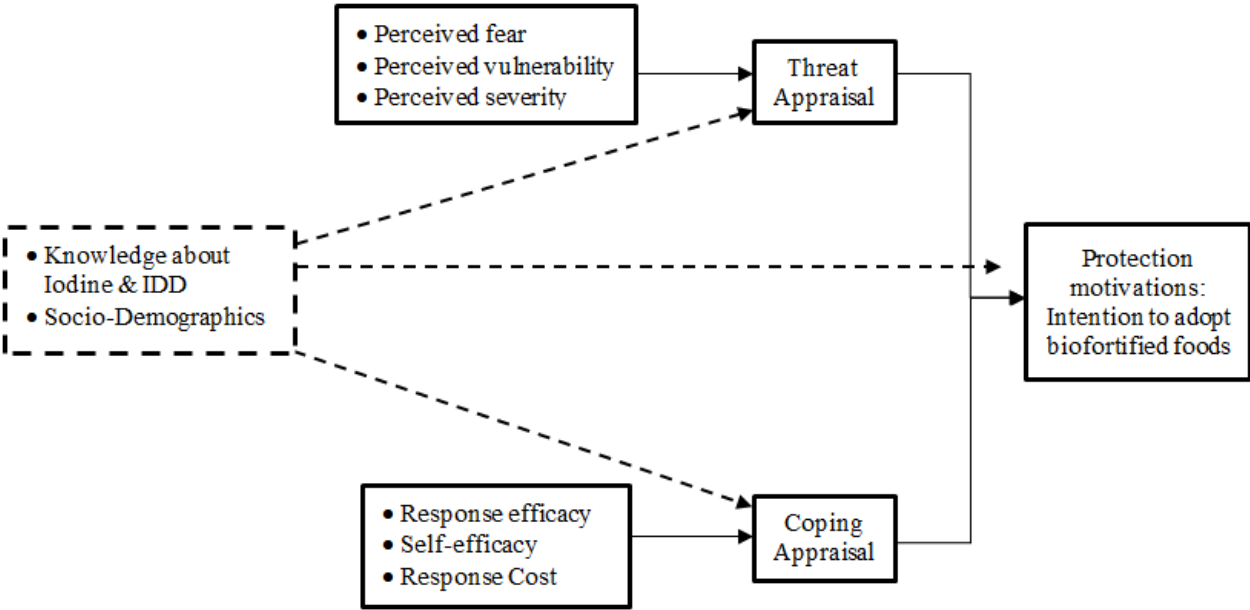 • Perceived fear
• Perceived vulnerability
• Perceived severity
Threat
Appraisal
• Knowledge about
Iodine & IDD
• Socio-Demographics
Protection
motivations:
Intention to adopt
biofortified foods
• Response efficacy
• Self-efficacy
• Response Cost
Coping
Appraisal